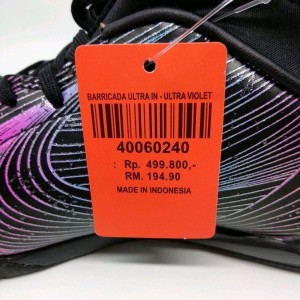 BARRICADA ULTRA IN - ULTRA VIOLET
40060240
: Rp. 499.800,-
RM. 194.90
MADE IN INDONESIA